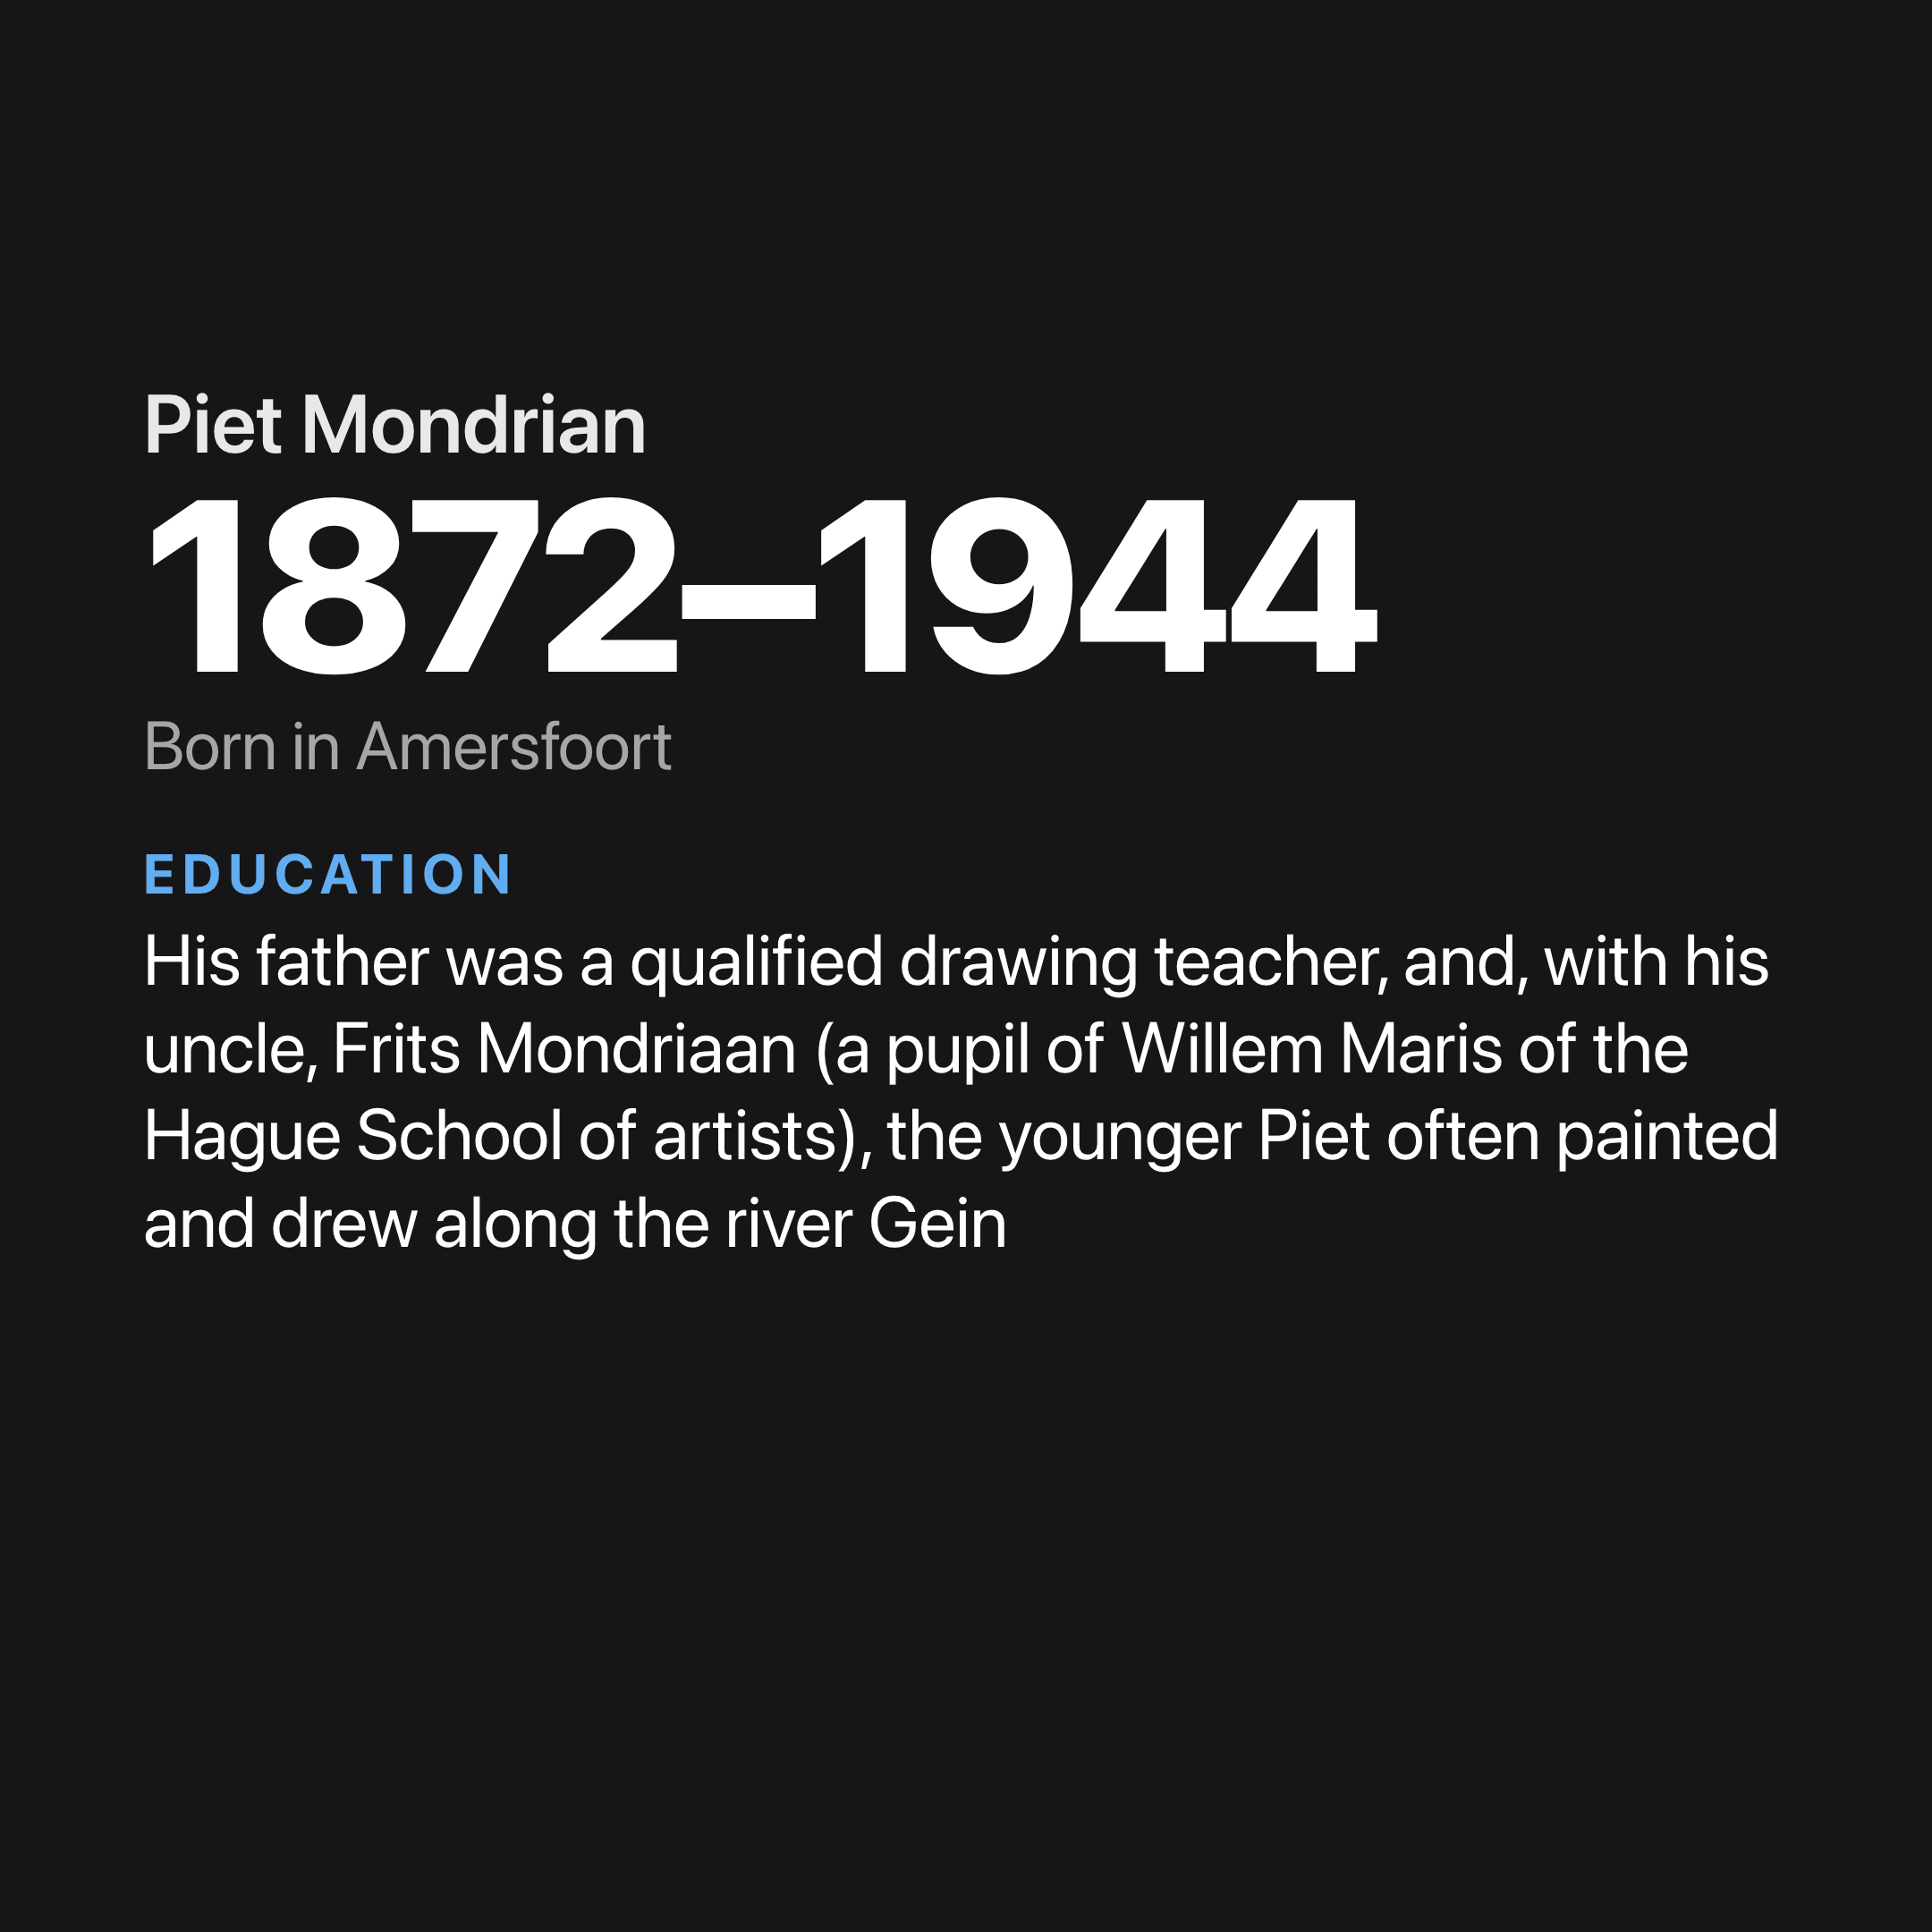 Piet Mondrian
1872–1944
Born in Amersfoort
EDUCATION
His father was a qualified drawing teacher, and, with his
uncle, Frits Mondriaan (a pupil of Willem Maris of the
Hague School of artists), the younger Piet often painted
and drew along the river Gein